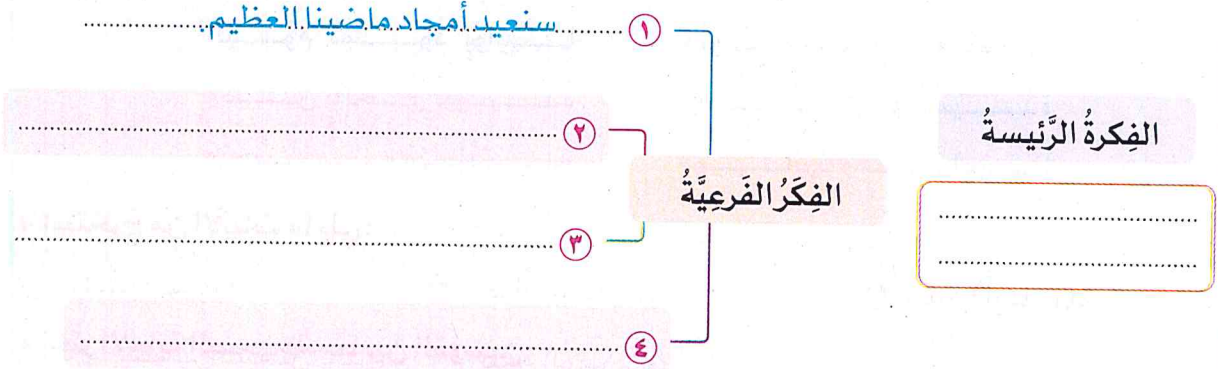 ١ سنعيد أمجاد ماضينا العظيم.
الفِكرةُ الرَّئيسةُ
٢
الفِكَرُ الفَرعِيَّةُ
٣
٤